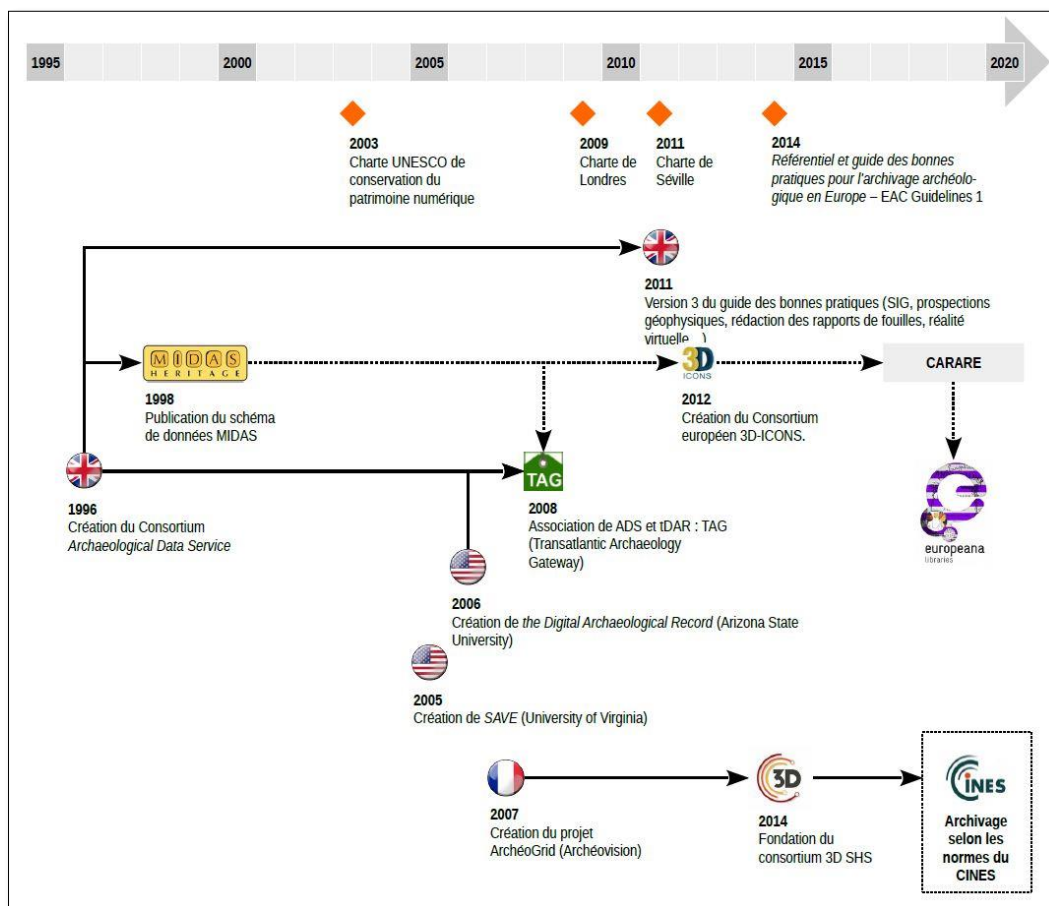 1995
2000
2005
2010
2015
2020
2003
Charte UNESCO de
conservation du
patrimoine numérique
2009
Charte de
Londres
2011
Charte de
Séville
2014
Référentiel et guide des bonnes
pratiques pour l'archivage archéolo-
gique en Europe – EAC Guidelines 1
2011
Version 3 du guide des bonnes pratiques (SIG, prospections
géophysiques, rédaction des rapports de fouilles, réalité
virtuelle...)
MIDAS
HERITAGE
1998
Publication du schéma
de données MIDAS
3D
ICONS
2012
Création du Consortium
européen 3D-ICONS.
CARARE
1996
Création du Consortium
Archaeological Data Service
TAG
2008
Association de ADS et tDAR : TAG
(Transatlantic Archaeology
Gateway)
europeana
libraries
2006
Création de the Digital Archaeological Record (Arizona State
University)
2005
Création de SAVE (University of Virginia)
2007
Création du projet
ArchéoGrid (Archéovision)
3D
2014
Fondation du
consortium 3D SHS
CINES
Archivage
selon les
normes du
CINES